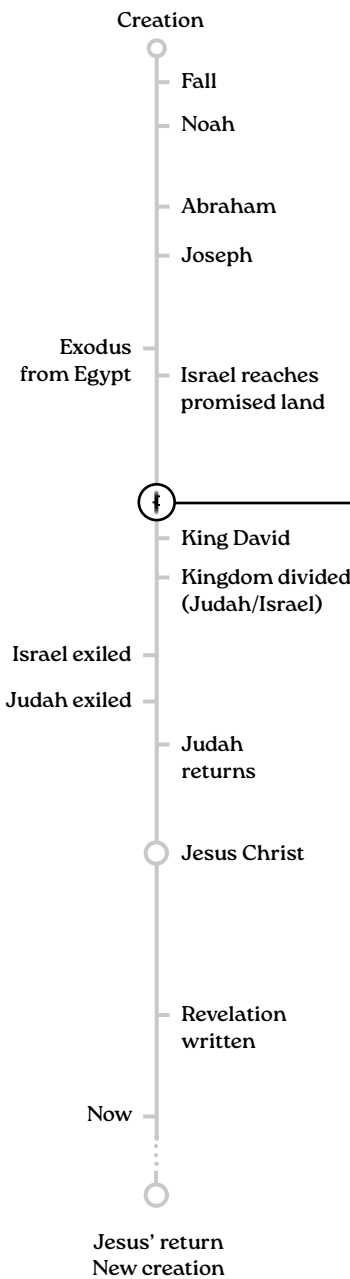 Creation
Fall
Noah
Abraham
Joseph
Exodus
from Egypt
Israel reaches
promised land
King David
Kingdom divided
(Judah/Israel)
Israel exiled
Judah exiled
Judah
returns
Jesus Christ
Revelation
written
Now
Jesus’ return
New creation